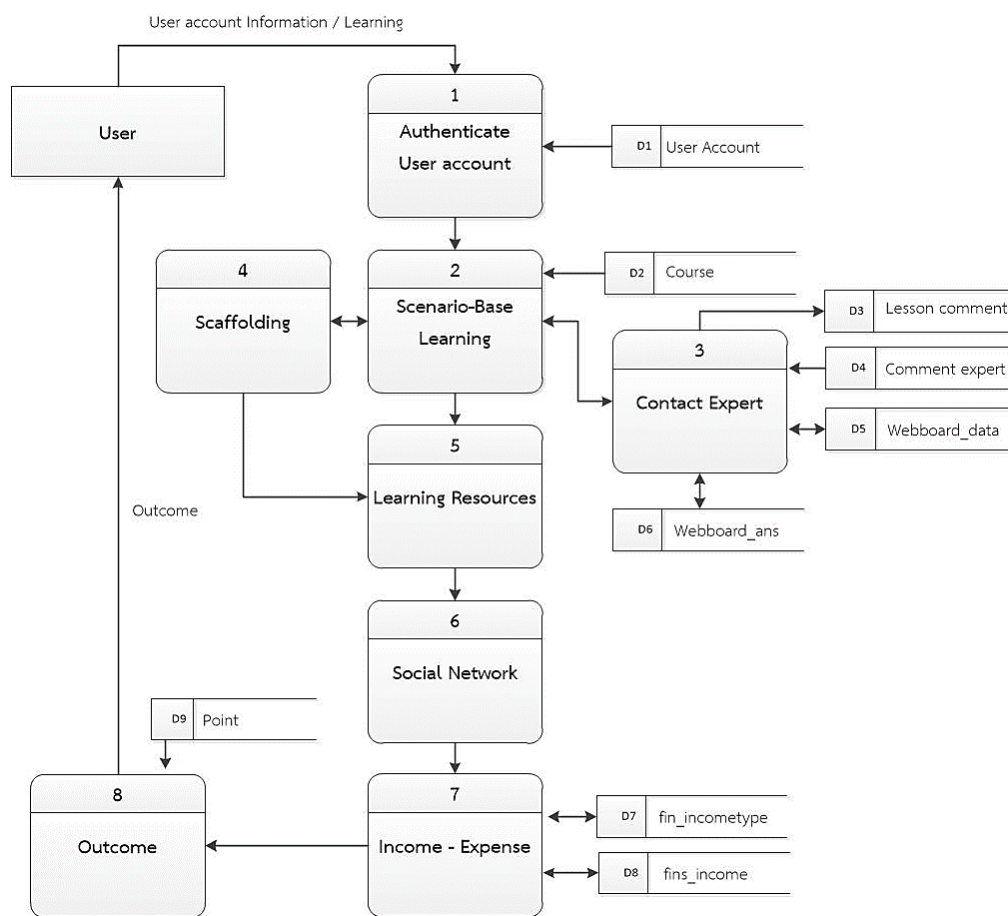 User account Information / Learning
User
1
Authenticate
User account
D1 User Account
4
Scaffolding
2
Scenario-Base
Learning
D2 Course
3
Contact Expert
D3 Lesson comment
D4 Comment expert
D5 Webboard_data
D6 Webboard_ans
5
Learning Resources
Outcome
6
Social Network
D9 Point
8
Outcome
7
Income - Expense
D7 fin_incometype
D8 fins_income